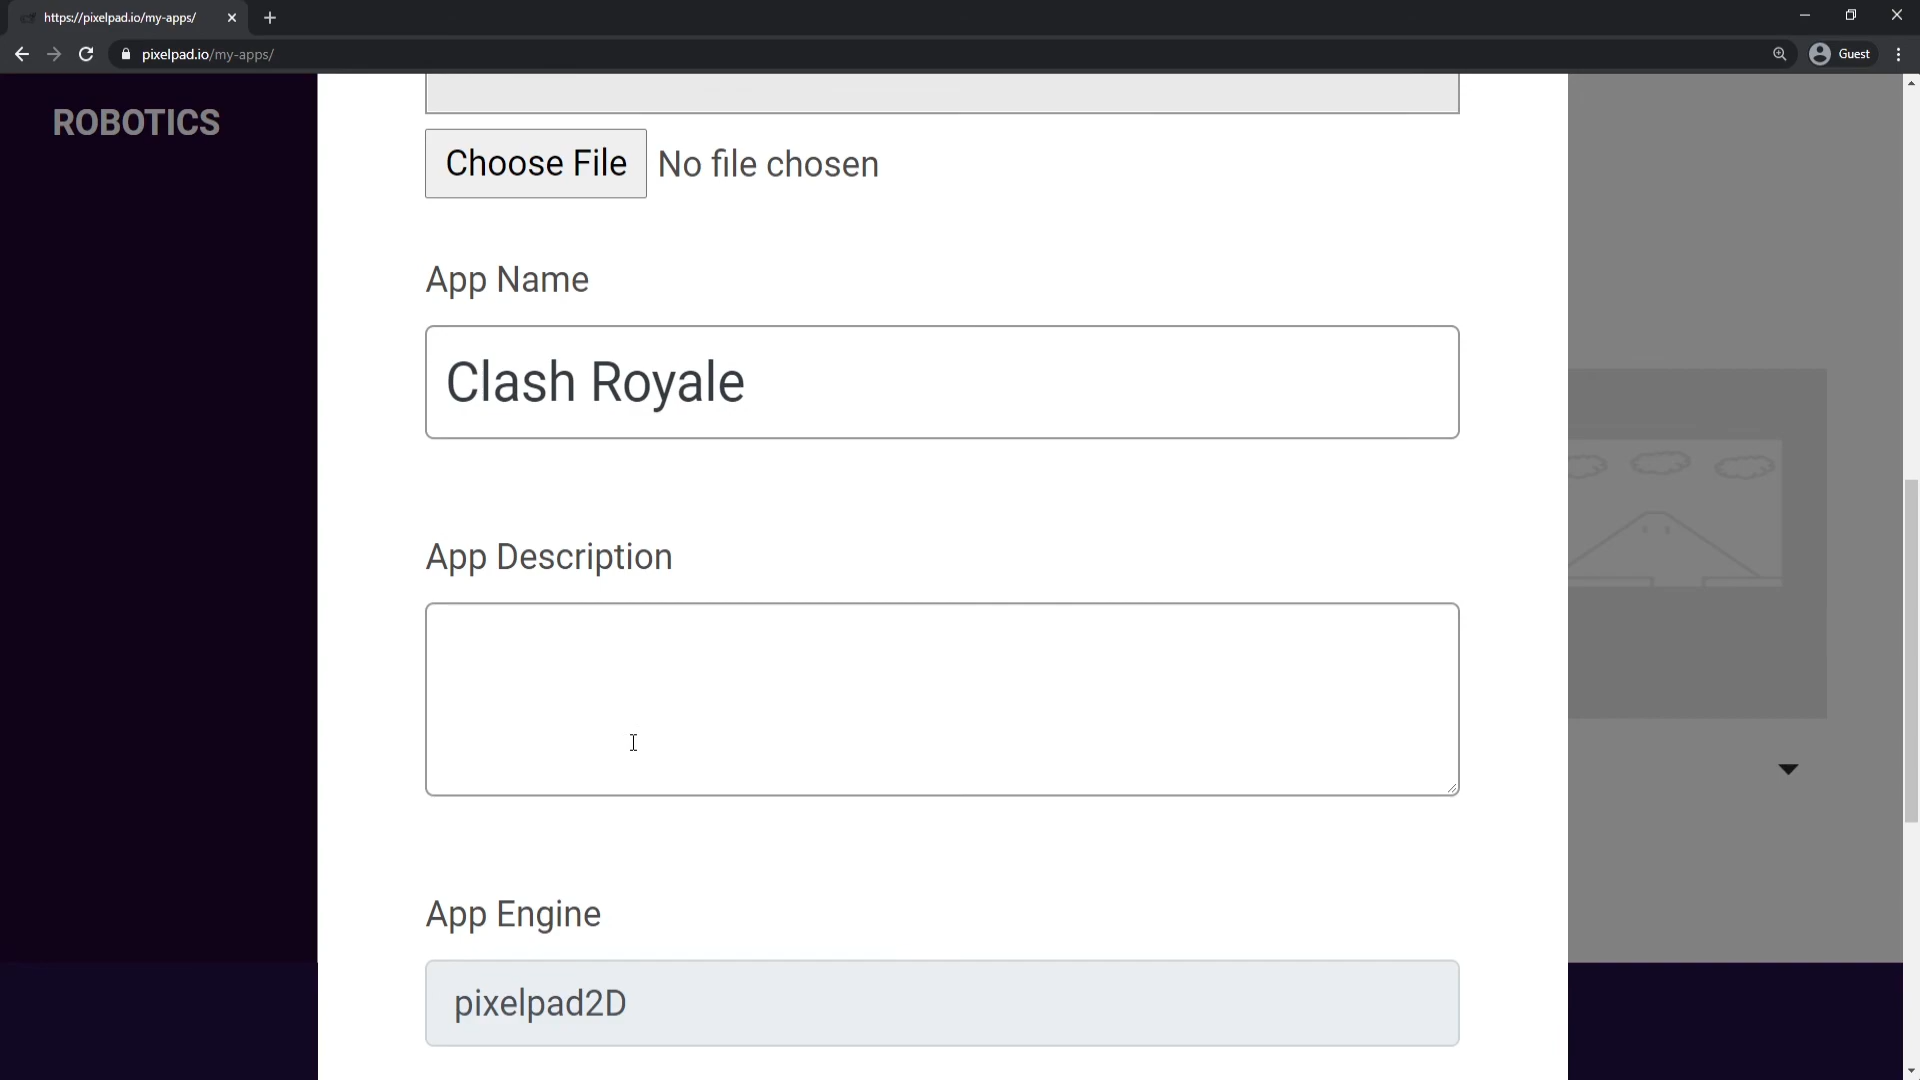 https://pixelpad.io/my-apps/
pixelpad.io/my-apps/
Guest
ROBOTICS
Choose File No file chosen
App Name
Clash Royale
App Description
App Engine
pixelpad2D